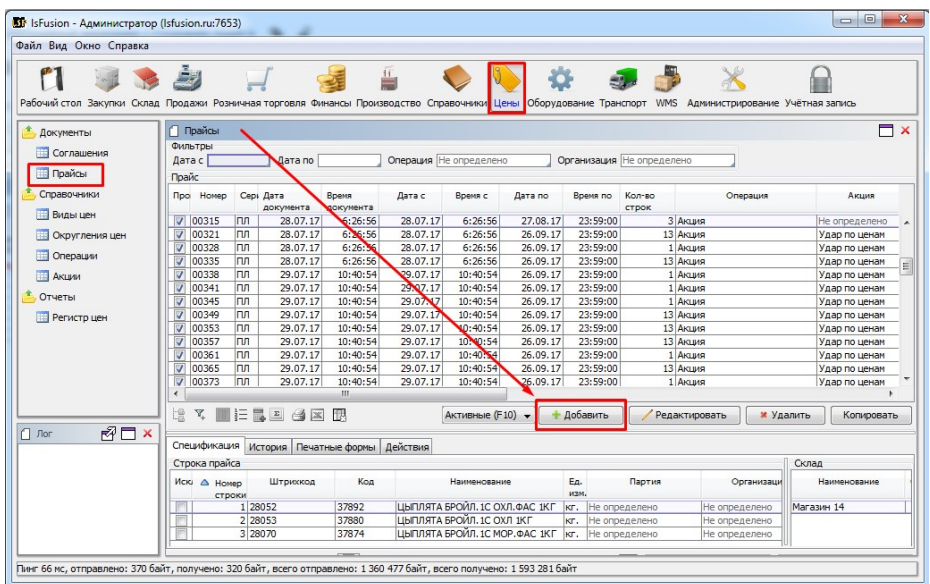 lsFusion - Администратор (lsfusion.ru:7653)
Файл Вид Окно Справка
Рабочий стол Закупки Склад Продажи Розничная торговля Финансы Производство Справочники Цены Оборудование Транспорт WMS Администрирование Учётная запись
Документы
Соглашения
Прайсы
Справочники
Виды цен
Округления цен
Операции
Акции
Отчеты
Регистр цен
Лог
Прайсы
Фильтры
Дата с Дата по Операция Не определено Организация Не определено
Прайс
Про Номер Сери Дата документа Время документа Дата с Время с Дата по Время по Кол-во строк Операция Акция
00315 ПЛ 28.07.17 6:26:56 28.07.17 6:26:56 27.08.17 23:59:00 3 Акция Не определено
00321 ПЛ 28.07.17 6:26:56 28.07.17 6:26:56 26.09.17 23:59:00 13 Акция Удар по ценам
00328 ПЛ 28.07.17 6:26:56 28.07.17 6:26:56 26.09.17 23:59:00 1 Акция Удар по ценам
00335 ПЛ 28.07.17 6:26:56 28.07.17 6:26:56 26.09.17 23:59:00 13 Акция Удар по ценам
00338 ПЛ 29.07.17 10:40:54 29.07.17 10:40:54 26.09.17 23:59:00 1 Акция Удар по ценам
00341 ПЛ 29.07.17 10:40:54 29.07.17 10:40:54 26.09.17 23:59:00 1 Акция Удар по ценам
00345 ПЛ 29.07.17 10:40:54 29.07.17 10:40:54 26.09.17 23:59:00 1 Акция Удар по ценам
00349 ПЛ 29.07.17 10:40:54 29.07.17 10:40:54 26.09.17 23:59:00 13 Акция Удар по ценам
00353 ПЛ 29.07.17 10:40:54 29.07.17 10:40:54 26.09.17 23:59:00 13 Акция Удар по ценам
00357 ПЛ 29.07.17 10:40:54 29.07.17 10:40:54 26.09.17 23:59:00 13 Акция Удар по ценам
00361 ПЛ 29.07.17 10:40:54 29.07.17 10:40:54 26.09.17 23:59:00 1 Акция Удар по ценам
00365 ПЛ 29.07.17 10:40:54 29.07.17 10:40:54 26.09.17 23:59:00 13 Акция Удар по ценам
00373 ПЛ 29.07.17 10:40:54 29.07.17 10:40:54 26.09.17 23:59:00 1 Акция Удар по ценам
Активные (F10) Добавить Редактировать Удалить Копировать
Спецификация История Печатные формы Действия
Строка прайса Склад
Искл Номер строки Штрихкод Код Наименование Ед. изм. Партия Организаци Наименование
1 28052 37892 ЦЫПЛЯТА БРОЙЛ.1С ОХЛ.ФАС 1КГ кг. Не определено Не определено Магазин 14
2 28053 37880 ЦЫПЛЯТА БРОЙЛ.1С ОХЛ 1КГ кг. Не определено Не определено
3 28070 37874 ЦЫПЛЯТА БРОЙЛ.1С МОР.ФАС 1КГ кг. Не определено Не определено
Пинг 66 мс, отправлено: 370 байт, получено: 320 байт, всего отправлено: 1 360 477 байт, всего получено: 1 593 281 байт